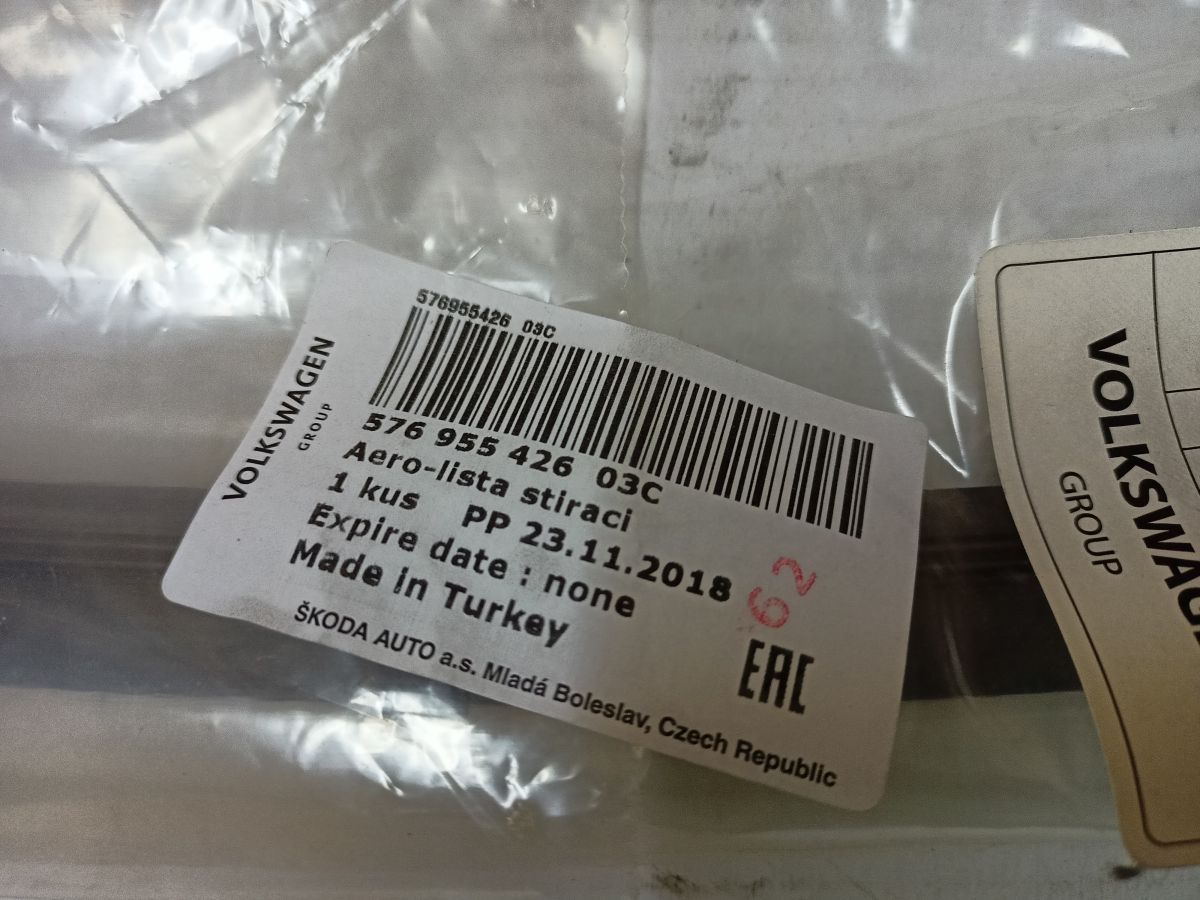 576955426 03C
VOLKSWAGEN
GROUP
576 955 426 03C
Aero-lista stiraci
1 kus PP 23.11.2018
Expire date : none
Made in Turkey
62
EAC
ŠKODA AUTO a.s. Mladá Boleslav, Czech Republic
VOLKSWAGE
GROUP